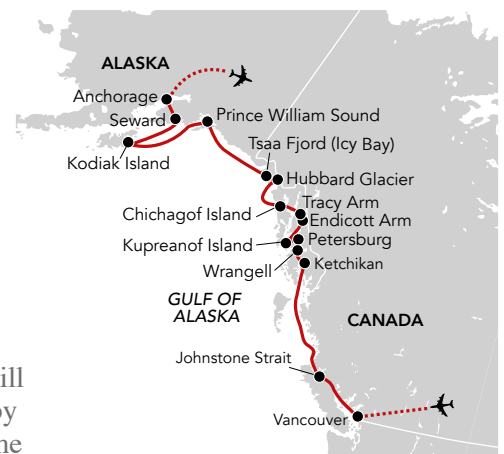 ALASKA
Anchorage
Seward
Prince William Sound
Kodiak Island
Tsaa Fjord (Icy Bay)
Hubbard Glacier
Tracy Arm
Chichagof Island
Endicott Arm
Petersburg
Kupreanof Island
Wrangell
Ketchikan
GULF OF
ALASKA
CANADA
Johnstone Strait
Vancouver